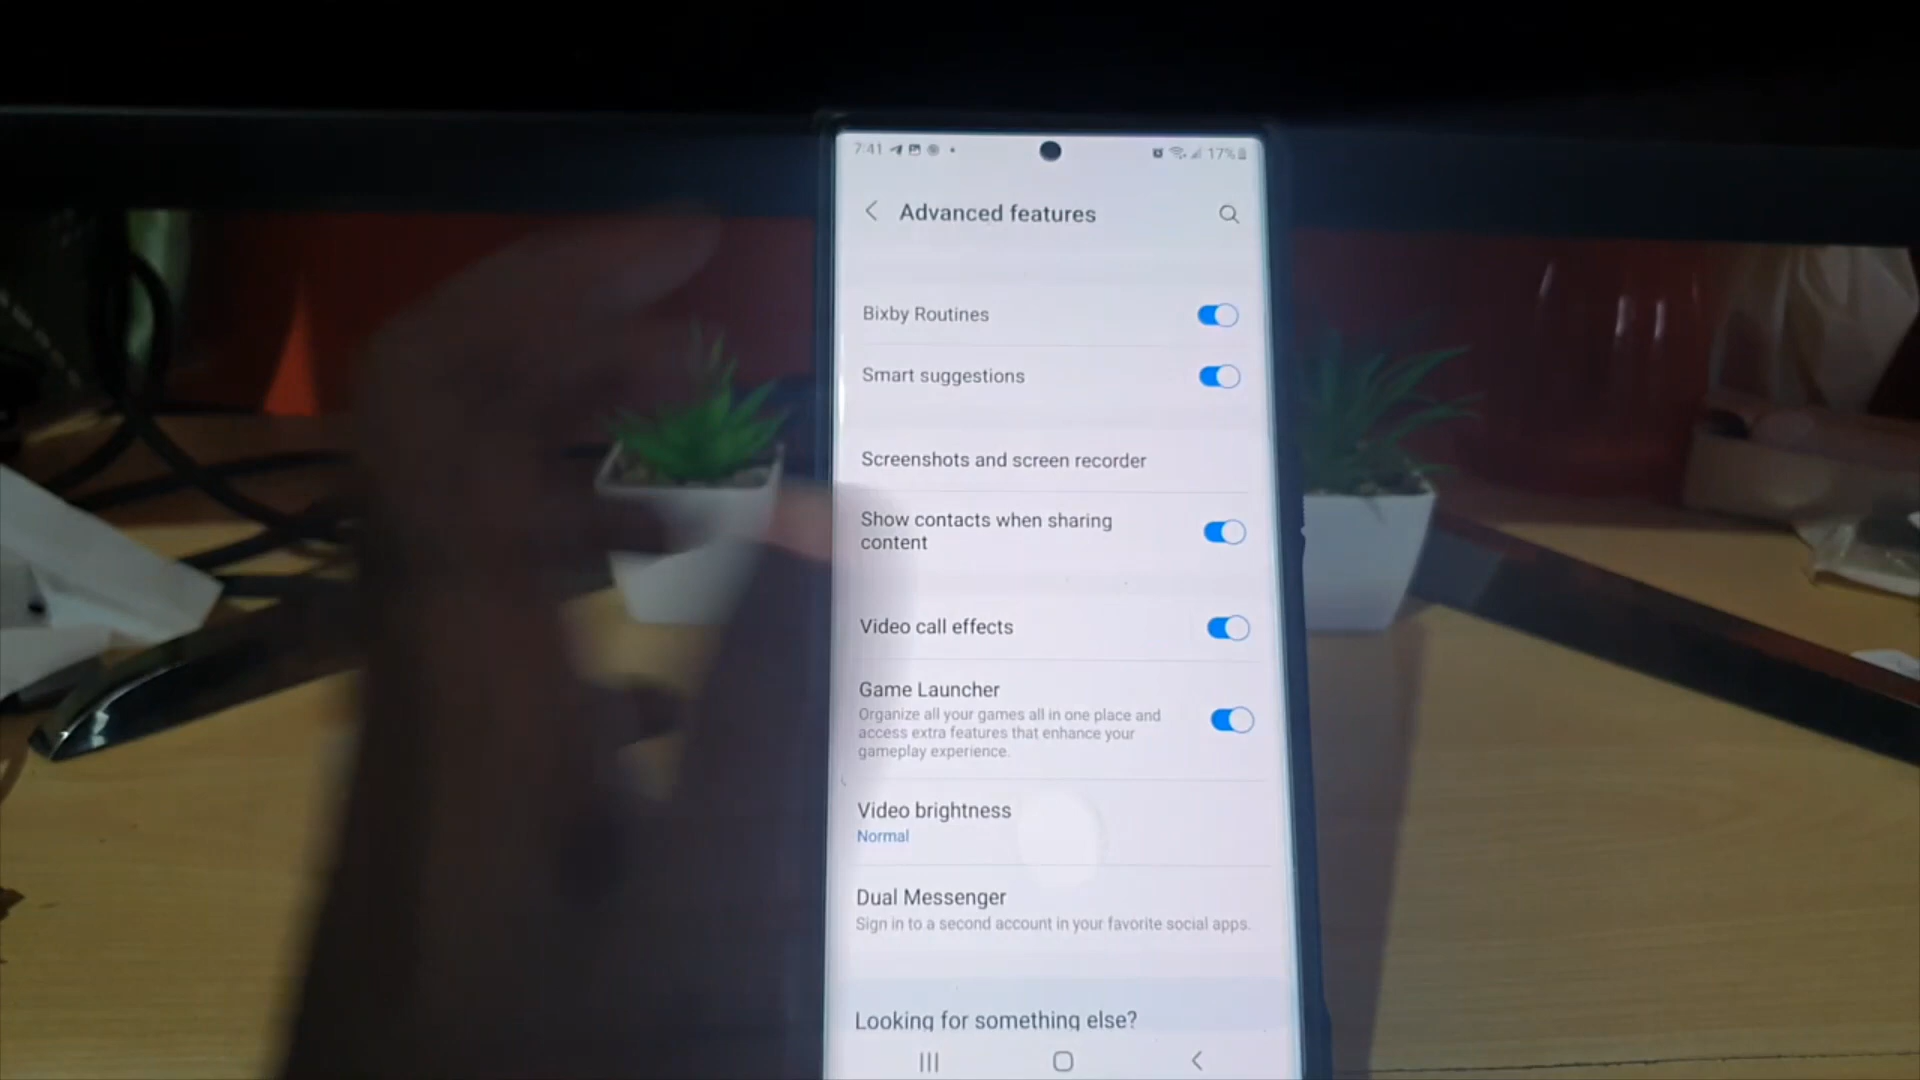 7:41
17%
Advanced features
Bixby Routines
Smart suggestions
Screenshots and screen recorder
Show contacts when sharing
content
Video call effects
Game Launcher
Organize all your games all in one place and
access extra features that enhance your
gameplay experience.
Video brightness
Normal
Dual Messenger
Sign in to a second account in your favorite social apps.
Looking for something else?